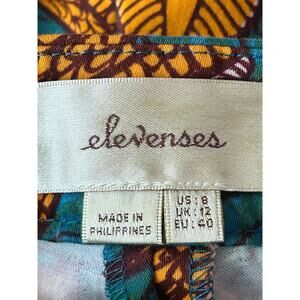 elevenses
MADE IN
PHILIPPINES
US: 8
UK: 12
EU: 40